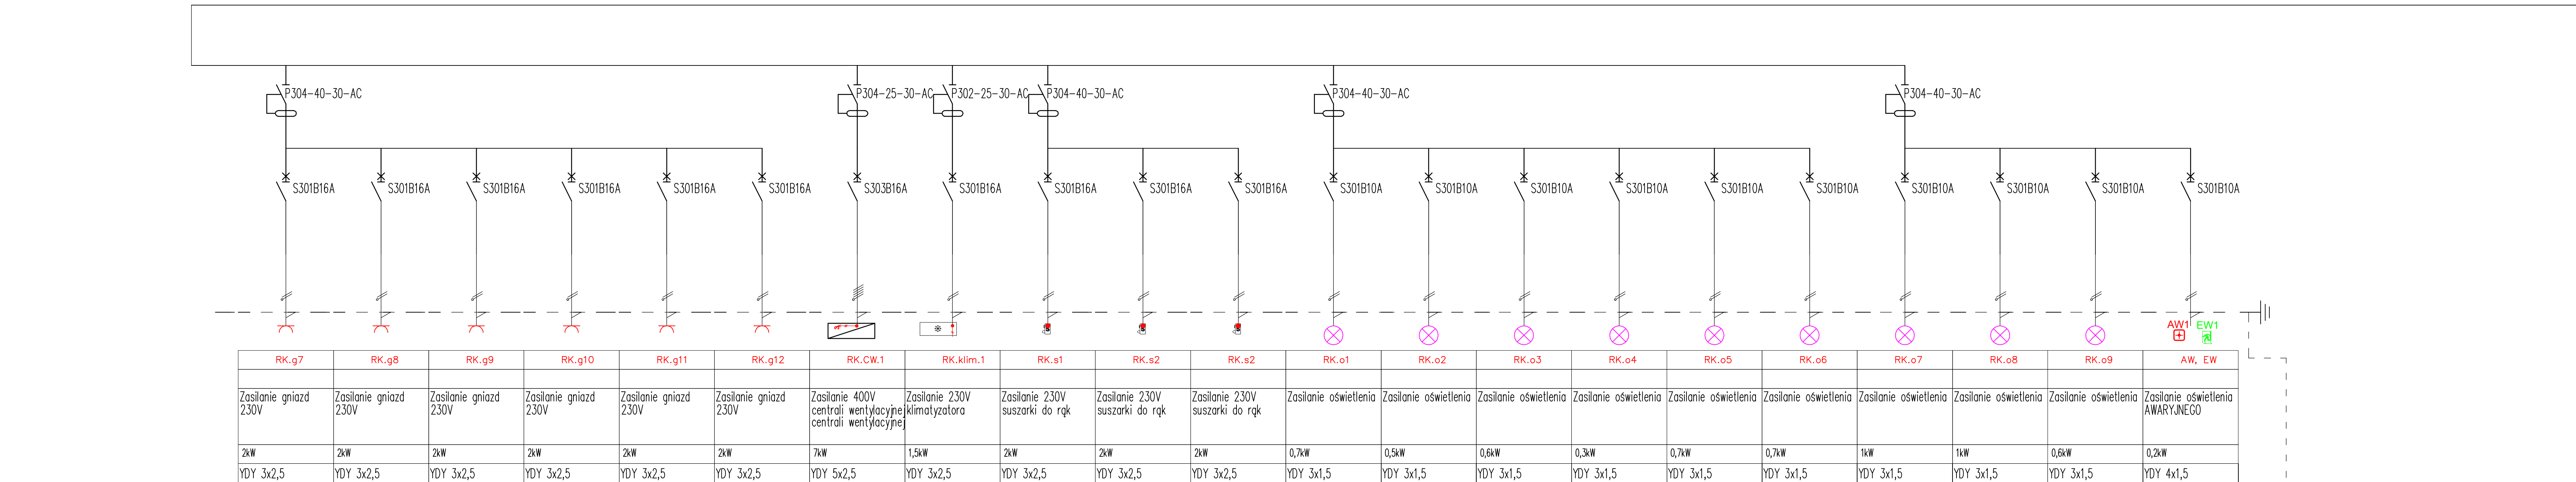 P304-40-30-AC P304-25-30-AC P302-25-30-AC P304-40-30-AC P304-40-30-AC P304-40-30-AC
S301B16A S301B16A S301B16A S301B16A S301B16A S301B16A S303B16A S301B16A S301B16A S301B16A S301B16A S301B10A S301B10A S301B10A S301B10A S301B10A S301B10A S301B10A S301B10A S301B10A S301B10A
AW1 EW1
RK.g7 RK.g8 RK.g9 RK.g10 RK.g11 RK.g12 RK.CW.1 RK.klim.1 RK.s1 RK.s2 RK.s2 RK.o1 RK.o2 RK.o3 RK.o4 RK.o5 RK.o6 RK.o7 RK.o8 RK.o9 AW, EW
Zasilanie gniazd Zasilanie gniazd Zasilanie gniazd Zasilanie gniazd Zasilanie gniazd Zasilanie gniazd Zasilanie 400V Zasilanie 230V Zasilanie 230V Zasilanie 230V Zasilanie 230V Zasilanie oświetlenia Zasilanie oświetlenia Zasilanie oświetlenia Zasilanie oświetlenia Zasilanie oświetlenia Zasilanie oświetlenia Zasilanie oświetlenia Zasilanie oświetlenia Zasilanie oświetlenia Zasilanie oświetlenia
230V 230V 230V 230V 230V 230V centrali wentylacyjnej klimatyzatora suszarki do rąk suszarki do rąk suszarki do rąk AWARYJNEGO
centrali wentylacyjnej
2kW 2kW 2kW 2kW 2kW 2kW 7kW 1,5kW 2kW 2kW 2kW 0,7kW 0,5kW 0,6kW 0,3kW 0,7kW 0,7kW 1kW 1kW 0,6kW 0,2kW
YDY 3x2,5 YDY 3x2,5 YDY 3x2,5 YDY 3x2,5 YDY 3x2,5 YDY 3x2,5 YDY 5x2,5 YDY 3x2,5 YDY 3x2,5 YDY 3x2,5 YDY 3x2,5 YDY 3x1,5 YDY 3x1,5 YDY 3x1,5 YDY 3x1,5 YDY 3x1,5 YDY 3x1,5 YDY 3x1,5 YDY 3x1,5 YDY 3x1,5 YDY 4x1,5